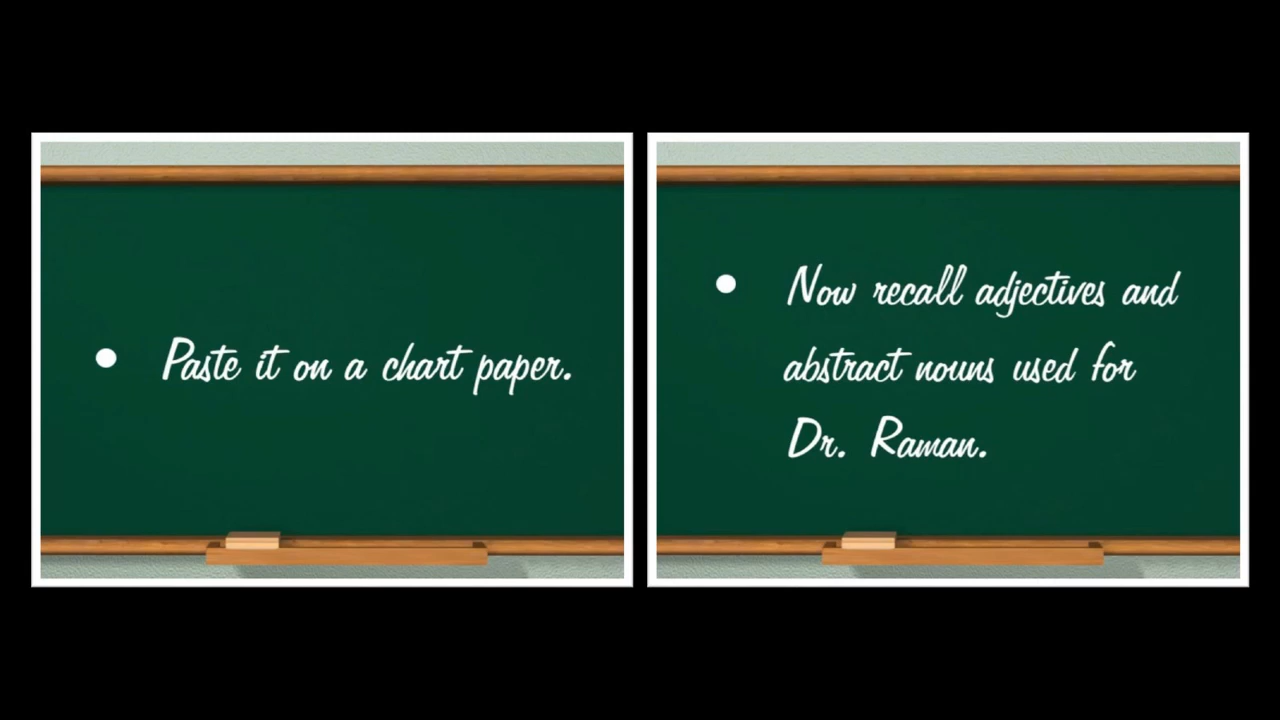 • Paste it on a chart paper.
• Now recall adjectives and
abstract nouns used for
Dr. Raman.